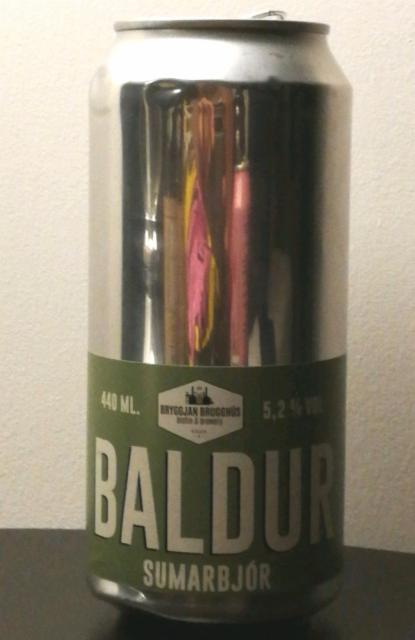 440 ML.
BRYGGJAN BRUGGHÚS
bistro & brewery
5,2 % VOL
BALDUR
SUMARBJÓR